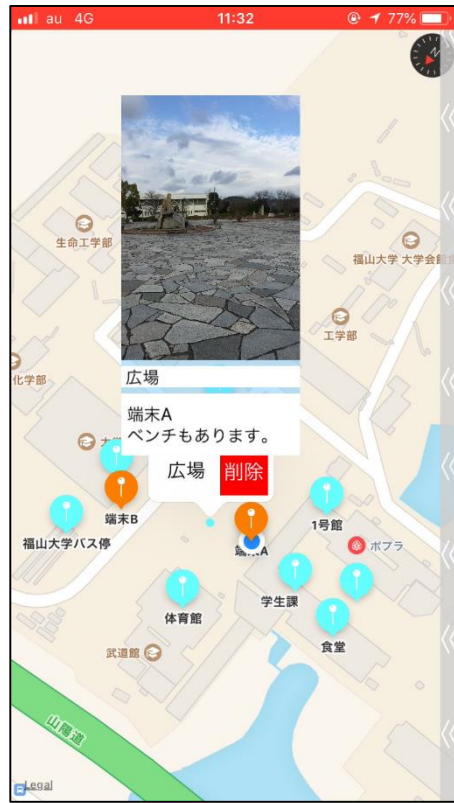 au 4G 11:32 77%
生命工学部
福山大学 大学会館
工学部
化学部
広場
端末A
ベンチもあります。
広場 削除
端末B
1号館
福山大学バス停
端末A
ポプラ
学生課
体育館
食堂
武道館
山陽道
Legal